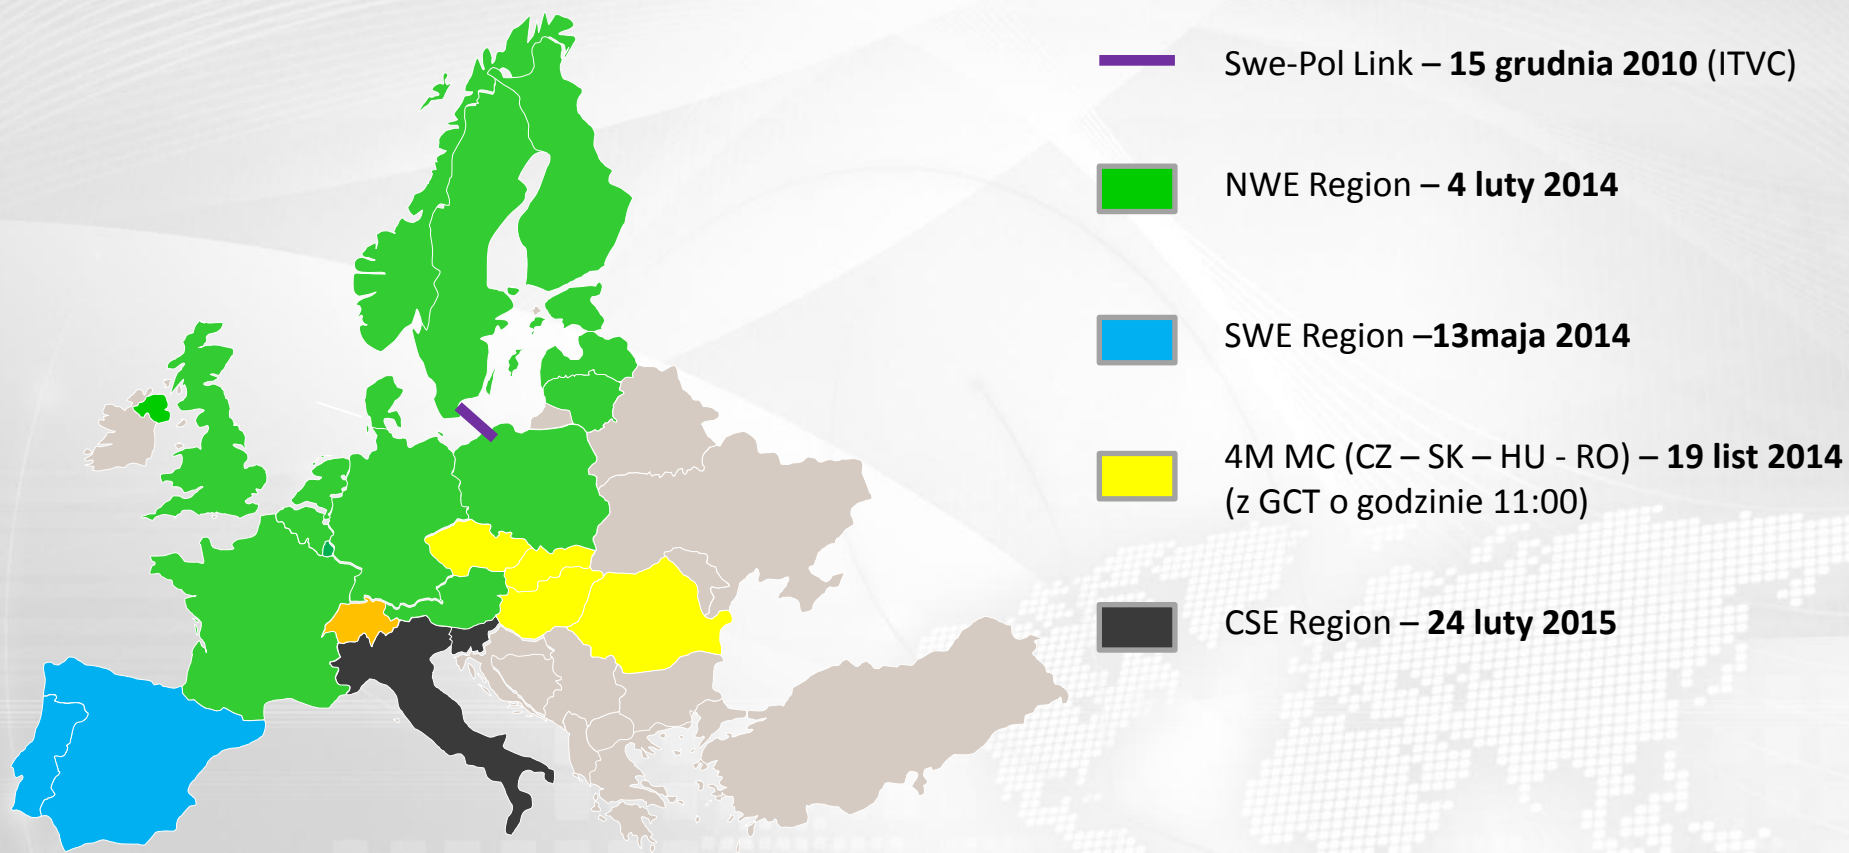 Swe-Pol Link – 15 grudnia 2010 (ITVC)
NWE Region – 4 luty 2014
SWE Region –13maja 2014
4M MC (CZ – SK – HU - RO) – 19 list 2014
(z GCT o godzinie 11:00)
CSE Region – 24 luty 2015